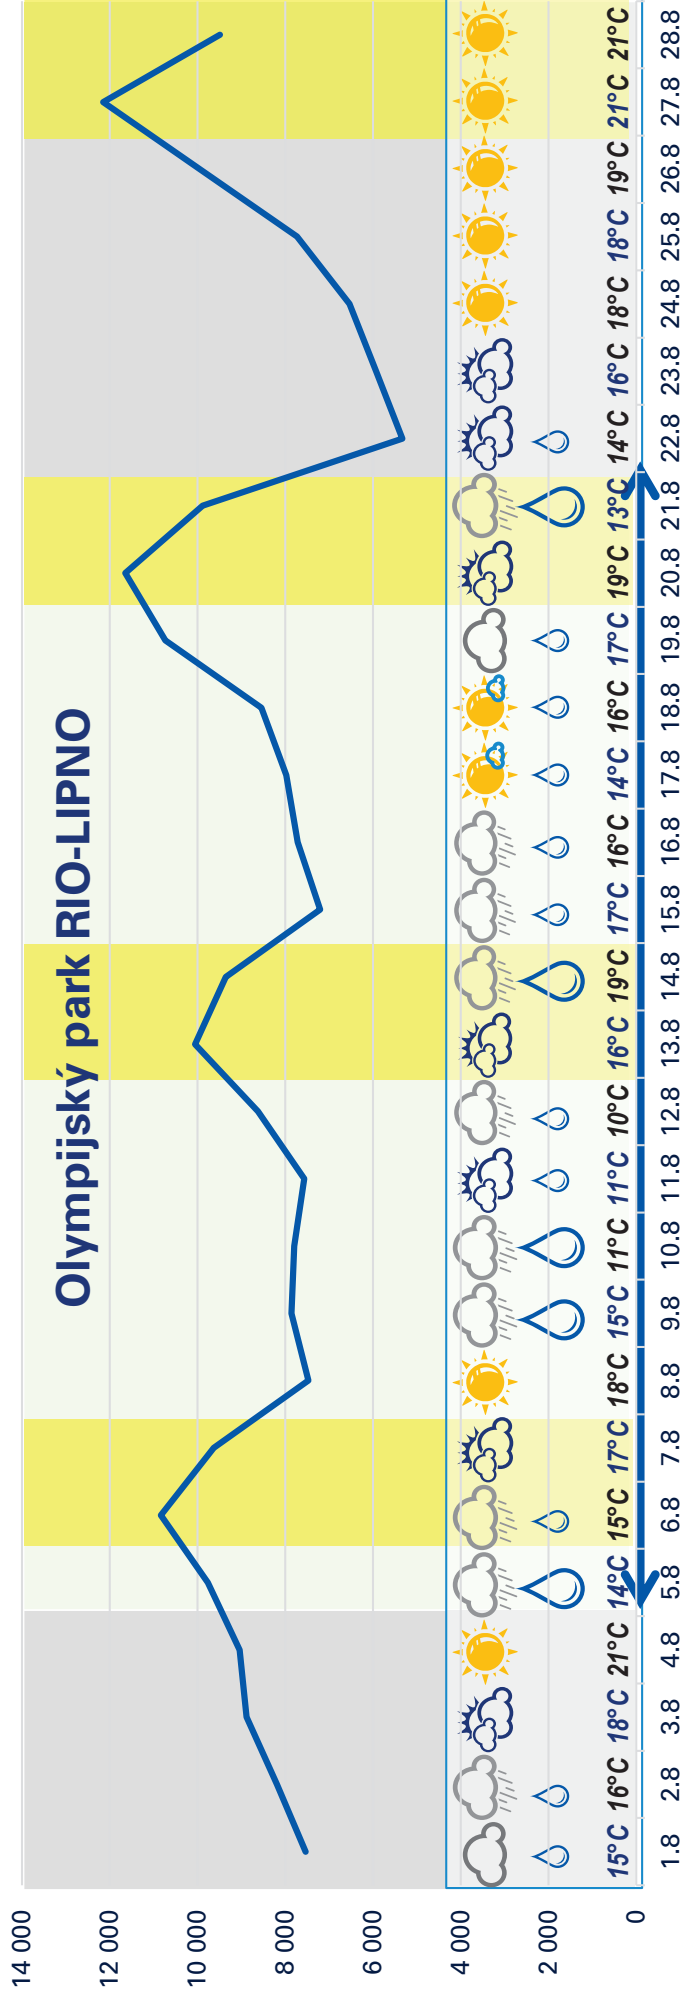 Olympijský park RIO-LIPNO
14 000
12 000
10 000
8 000
6 000
4 000
2 000
0
15°C 16°C 18°C 21°C 14°C 15°C 17°C 18°C 15°C 11°C 11°C 10°C 16°C 19°C 17°C 16°C 14°C 16°C 17°C 19°C 13°C 14°C 16°C 18°C 18°C 19°C 21°C 21°C
1.8 2.8 3.8 4.8 5.8 6.8 7.8 8.8 9.8 10.8 11.8 12.8 13.8 14.8 15.8 16.8 17.8 18.8 19.8 20.8 21.8 22.8 23.8 24.8 25.8 26.8 27.8 28.8